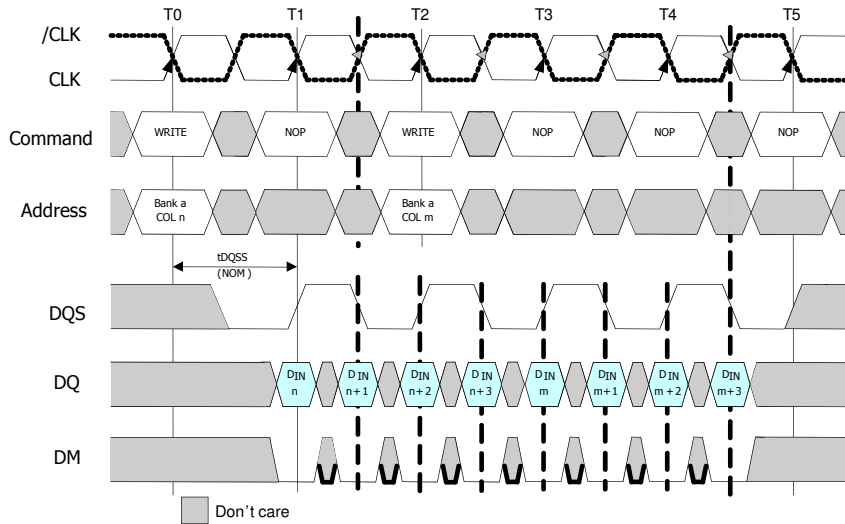 T0 T1 T2 T3 T4 T5
/CLK
CLK
Command WRITE NOP WRITE NOP NOP NOP
Address Bank a COL n Bank a COL m
tDQSS
(NOM)
DQS
DQ DIN n DIN n+1 DIN n+2 DIN n+3 DIN m DIN m+1 DIN m+2 DIN m+3
DM
Don't care